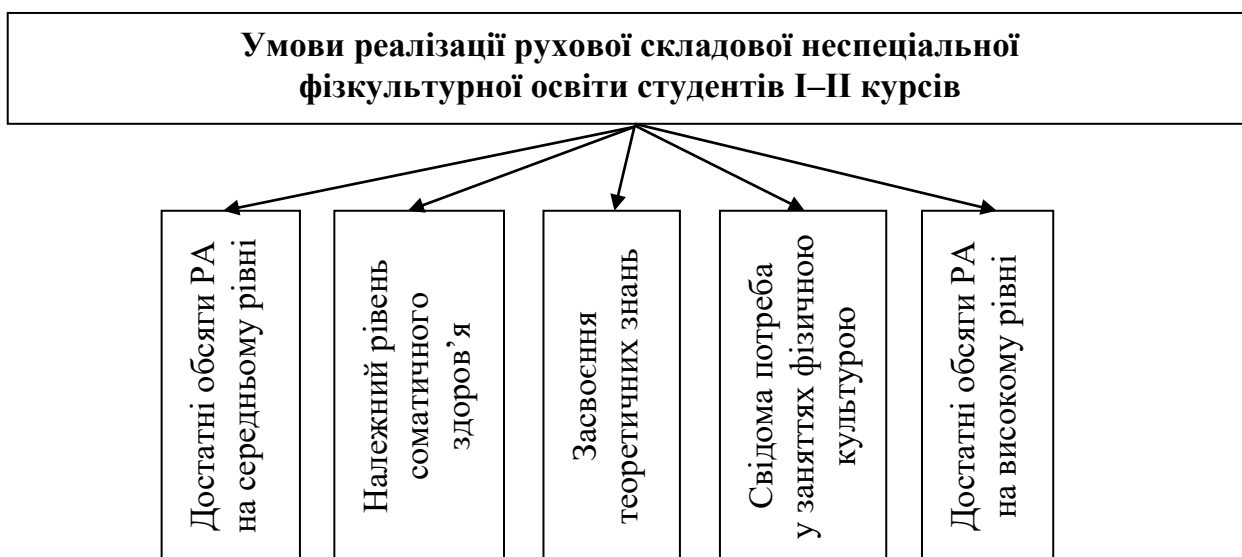 Умови реалізації рухової складової неспеціальної
фізкультурної освіти студентів І–ІІ курсів
Достатні обсяги РА
на середньому рівні
Належний рівень
соматичного
здоров’я
Засвоєння
теоретичних знань
Свідома потреба
у заняттях фізичною
культурою
Достатні обсяги РА
на високому рівні